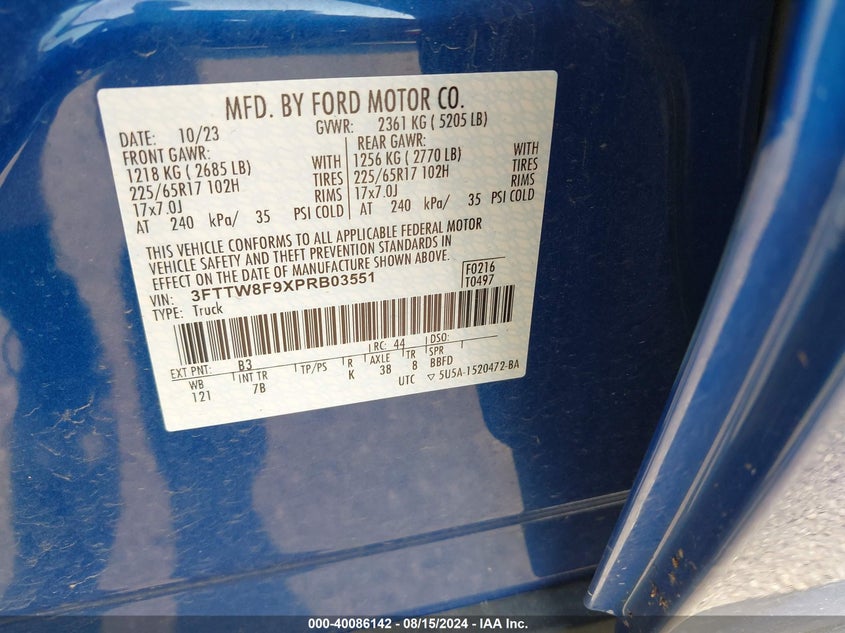 MFD. BY FORD MOTOR CO.
DATE: 10/23 GVWR: 2361 KG ( 5205 LB)
FRONT GAWR: REAR GAWR:
1218 KG ( 2685 LB) WITH 1256 KG ( 2770 LB) WITH
225/65R17 102H TIRES 225/65R17 102H TIRES
17x7.0J RIMS 17x7.0J RIMS
AT 240 kPa/ 35 PSI COLD AT 240 kPa/ 35 PSI COLD
THIS VEHICLE CONFORMS TO ALL APPLICABLE FEDERAL MOTOR
VEHICLE SAFETY AND THEFT PREVENTION STANDARDS IN
EFFECT ON THE DATE OF MANUFACTURE SHOWN ABOVE.
VIN: 3FTTW8F9XPRB03551 F0216
TYPE: Truck T0497
EXT PNT: B3 RC: 44 DSO:
WB INT TR TP/PS R AXLE TR SPR
121 7B K 38 8 BBFD
UTC ▽ 5U5A-1520472-BA
000-40086142 - 08/15/2024 - IAA Inc.